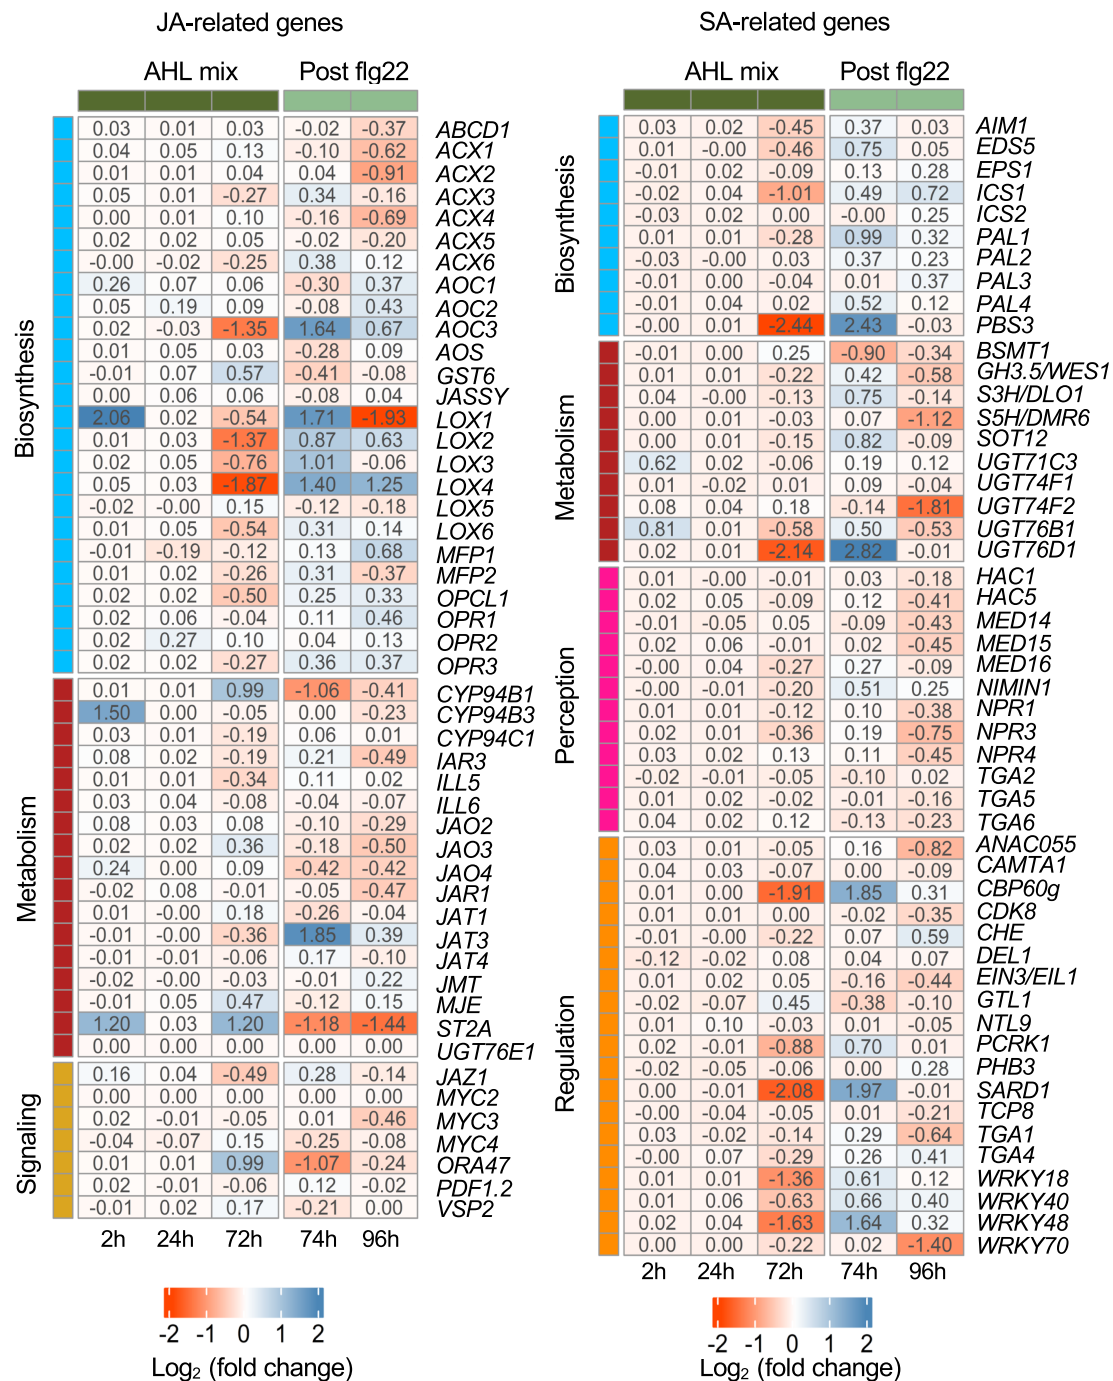 JA-related genes
AHL mix Post flg22
Biosynthesis
0.03 0.01 0.03 -0.02 -0.37 ABCD1
0.04 0.05 0.13 -0.10 -0.62 ACX1
0.01 0.01 0.04 0.04 -0.91 ACX2
0.05 0.01 -0.27 0.34 -0.16 ACX3
0.00 0.01 0.10 -0.16 -0.69 ACX4
0.02 0.02 0.05 -0.02 -0.20 ACX5
-0.00 -0.02 -0.25 0.38 0.12 ACX6
0.26 0.07 0.06 -0.30 0.37 AOC1
0.05 0.19 0.09 -0.08 0.43 AOC2
0.02 -0.03 -1.35 1.64 0.67 AOC3
0.01 0.05 0.03 -0.28 0.09 AOS
-0.01 0.07 0.57 -0.41 -0.08 GST6
0.00 0.06 0.06 -0.08 0.04 JASSY
2.06 0.02 -0.54 1.71 -1.93 LOX1
0.01 0.03 -1.37 0.87 0.63 LOX2
0.02 0.05 -0.76 1.01 -0.06 LOX3
0.05 0.03 -1.87 1.40 1.25 LOX4
-0.02 -0.00 0.15 -0.12 -0.18 LOX5
0.01 0.05 -0.54 0.31 0.14 LOX6
-0.01 -0.19 -0.12 0.13 0.68 MFP1
0.01 0.02 -0.26 0.31 -0.37 MFP2
0.01 0.02 -0.50 0.25 0.33 OPCL1
0.02 0.06 -0.04 0.11 0.46 OPR1
0.02 0.27 0.10 0.04 0.13 OPR2
0.02 0.02 -0.27 0.36 0.37 OPR3
Metabolism
0.01 0.01 0.99 -1.06 -0.41 CYP94B1
1.50 0.00 -0.05 0.00 -0.23 CYP94B3
0.03 0.01 -0.19 0.06 0.01 CYP94C1
0.08 0.02 -0.19 0.21 -0.49 IAR3
0.01 0.01 -0.34 0.11 0.02 ILL5
0.03 0.04 -0.08 -0.04 -0.07 ILL6
0.08 0.03 0.08 -0.10 -0.29 JAO2
0.02 0.02 0.36 -0.18 -0.50 JAO3
0.24 0.00 0.09 -0.42 -0.42 JAO4
-0.02 0.08 -0.01 -0.05 -0.47 JAR1
0.01 -0.00 0.18 -0.26 -0.04 JAT1
-0.01 -0.00 -0.36 1.85 0.39 JAT3
-0.01 -0.01 -0.06 0.17 -0.10 JAT4
-0.02 -0.00 -0.03 -0.01 0.22 JMT
-0.01 0.05 0.47 -0.12 0.15 MJE
1.20 0.03 1.20 -1.18 -1.44 ST2A
0.00 0.00 0.00 0.00 0.00 UGT76E1
Signaling
0.16 0.04 -0.49 0.28 -0.14 JAZ1
0.00 0.00 0.00 0.00 0.00 MYC2
0.02 -0.01 -0.05 0.01 -0.46 MYC3
-0.04 -0.07 0.15 -0.25 -0.08 MYC4
0.01 0.01 0.99 -1.07 -0.24 ORA47
0.02 -0.01 -0.06 0.12 -0.02 PDF1.2
-0.01 0.02 0.17 -0.21 0.00 VSP2
2h 24h 72h 74h 96h
-2 -1 0 1 2
Log₂ (fold change)
SA-related genes
AHL mix Post flg22
Biosynthesis
0.03 0.02 -0.45 0.37 0.03 AIM1
0.01 -0.00 -0.46 0.75 0.05 EDS5
-0.01 0.02 -0.09 0.13 0.28 EPS1
-0.02 0.04 -1.01 0.49 0.72 ICS1
-0.03 0.02 0.00 -0.00 0.25 ICS2
0.01 0.01 -0.28 0.99 0.32 PAL1
-0.03 -0.00 0.03 0.37 0.23 PAL2
-0.01 0.00 -0.04 0.01 0.37 PAL3
-0.01 0.04 0.02 0.52 0.12 PAL4
-0.00 0.01 -2.44 2.43 -0.03 PBS3
Metabolism
-0.01 0.00 0.25 -0.90 -0.34 BSMT1
0.01 0.01 -0.22 0.42 -0.58 GH3.5/WES1
0.04 -0.00 -0.13 0.75 -0.14 S3H/DLO1
0.00 0.01 -0.03 0.07 -1.12 S5H/DMR6
0.00 0.01 -0.15 0.82 -0.09 SOT12
0.62 0.02 -0.06 0.19 0.12 UGT71C3
0.01 -0.02 0.01 0.09 -0.04 UGT74F1
0.08 0.04 0.18 -0.14 -1.81 UGT74F2
0.81 0.01 -0.58 0.50 -0.53 UGT76B1
0.02 0.01 -2.14 2.82 -0.01 UGT76D1
Perception
0.01 -0.00 -0.01 0.03 -0.18 HAC1
0.02 0.05 -0.09 0.12 -0.41 HAC5
-0.01 -0.05 0.05 -0.09 -0.43 MED14
0.02 0.06 -0.01 0.02 -0.45 MED15
-0.00 0.04 -0.27 0.27 -0.09 MED16
-0.00 -0.01 -0.20 0.51 0.25 NIMIN1
0.01 0.01 -0.12 0.10 -0.38 NPR1
0.03 0.02 -0.36 0.19 -0.75 NPR3
0.03 0.02 0.13 0.11 -0.45 NPR4
-0.02 -0.01 -0.05 -0.10 0.02 TGA2
0.01 0.02 -0.02 -0.01 -0.16 TGA5
0.04 0.02 0.12 -0.13 -0.23 TGA6
Regulation
0.03 0.01 -0.05 0.16 -0.82 ANAC055
0.04 0.03 -0.07 0.00 -0.09 CAMTA1
0.01 0.00 -1.91 1.85 0.31 CBP60g
0.01 0.01 0.00 -0.02 -0.35 CDK8
-0.01 -0.00 -0.22 0.07 0.59 CHE
-0.12 -0.02 0.08 0.04 0.07 DEL1
0.01 0.02 0.05 -0.16 -0.44 EIN3/EIL1
-0.02 -0.07 0.45 -0.38 -0.10 GTL1
0.01 0.10 -0.03 0.01 -0.05 NTL9
0.02 -0.01 -0.88 0.70 0.01 PCRK1
-0.02 -0.05 -0.06 0.00 0.28 PHB3
0.00 -0.01 -2.08 1.97 -0.01 SARD1
-0.00 -0.04 -0.05 0.01 -0.21 TCP8
0.03 -0.02 -0.14 0.29 -0.64 TGA1
-0.00 0.07 -0.29 0.26 0.41 TGA4
0.01 0.01 -1.36 0.61 0.12 WRKY18
0.01 0.06 -0.63 0.66 0.40 WRKY40
0.02 0.04 -1.63 1.64 0.32 WRKY48
0.00 0.00 -0.22 0.02 -1.40 WRKY70
2h 24h 72h 74h 96h
-2 -1 0 1 2
Log₂ (fold change)